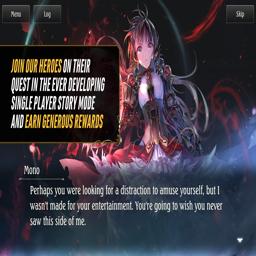 Menu Log Skip
JOIN OUR HEROES ON THEIR
QUEST IN THE EVER DEVELOPING
SINGLE PLAYER STORY MODE
AND EARN GENEROUS REWARDS
Mono
Perhaps you were looking for a distraction to amuse yourself, but I
wasn't made for your entertainment. You're going to wish you never
saw this side of me.